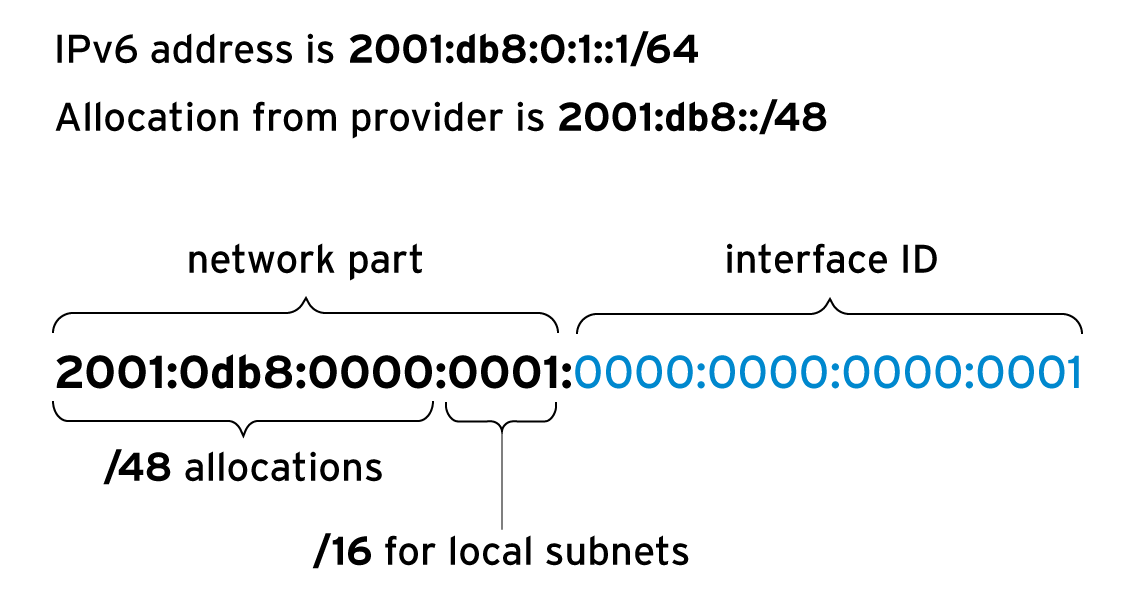 IPv6 address is 2001:db8:0:1::1/64
Allocation from provider is 2001:db8::/48
network part interface ID
2001:0db8:0000:0001:0000:0000:0000:0001
/48 allocations
/16 for local subnets